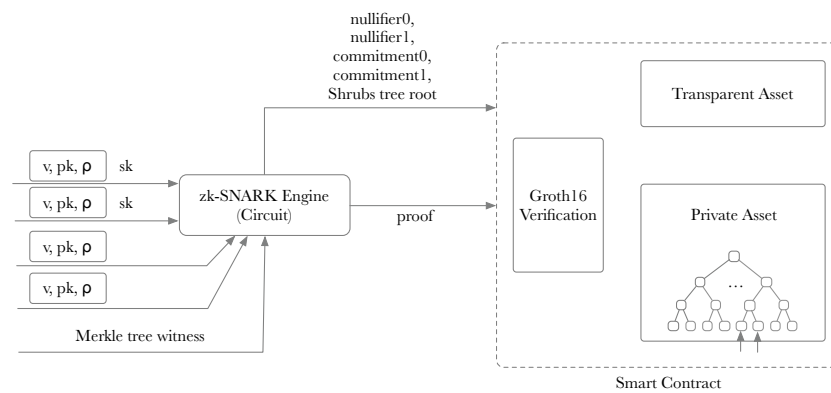 nullifier0,
nullifier1,
commitment0,
commitment1,
Shrubs tree root
Transparent Asset
v, pk, ρ sk
v, pk, ρ sk
zk-SNARK Engine
(Circuit)
proof
Groth16
Verification
Private Asset
v, pk, ρ
v, pk, ρ
...
Merkle tree witness
Smart Contract